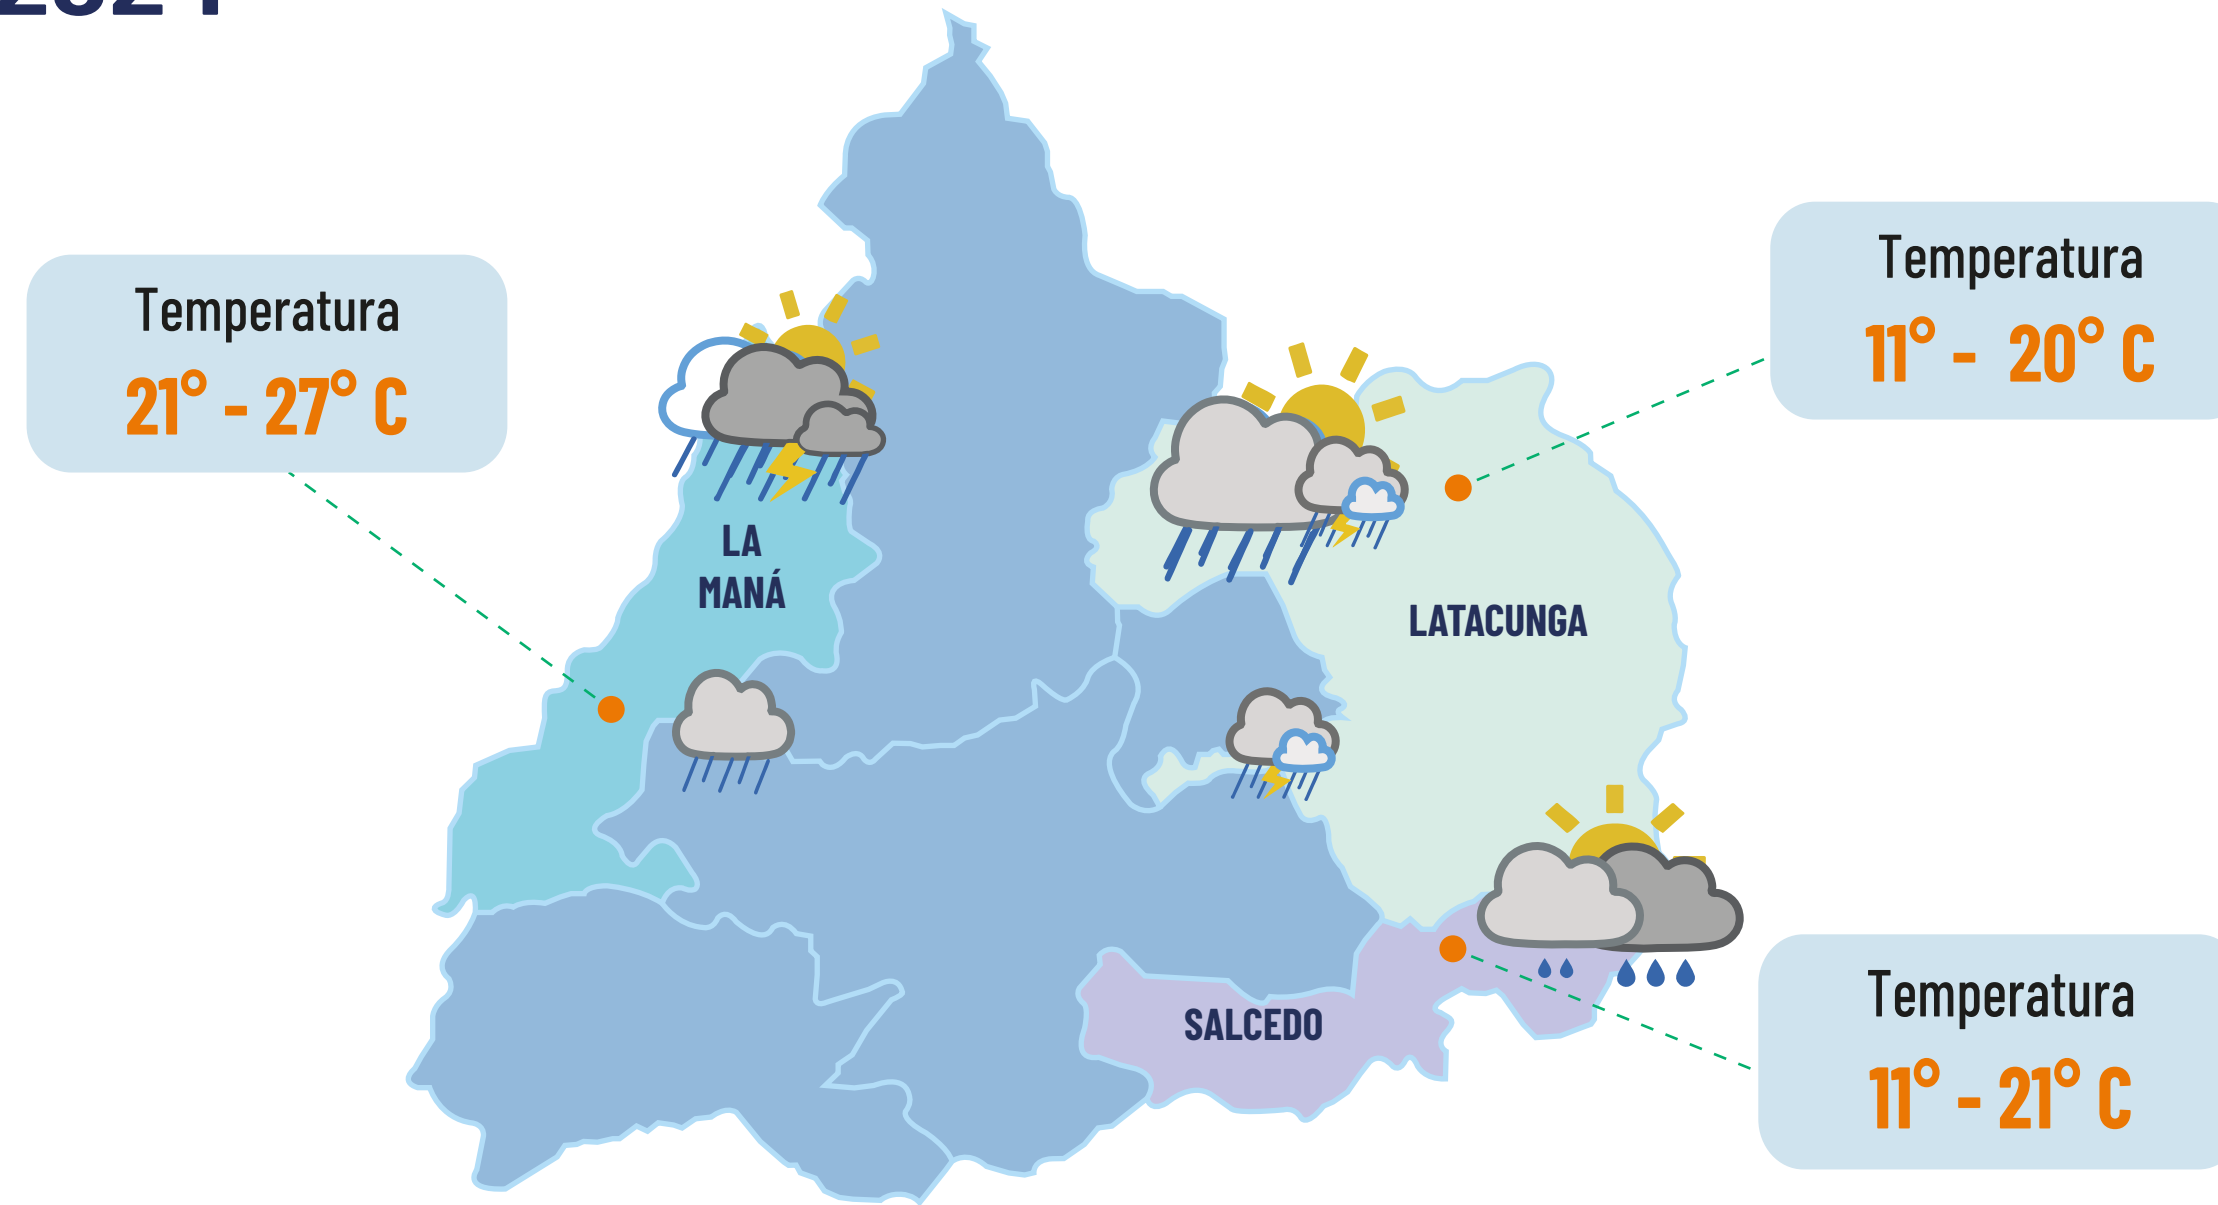 Temperatura
11° - 20° C
Temperatura
21° - 27° C
LA
MANÁ
LATACUNGA
SALCEDO
Temperatura
11° - 21° C